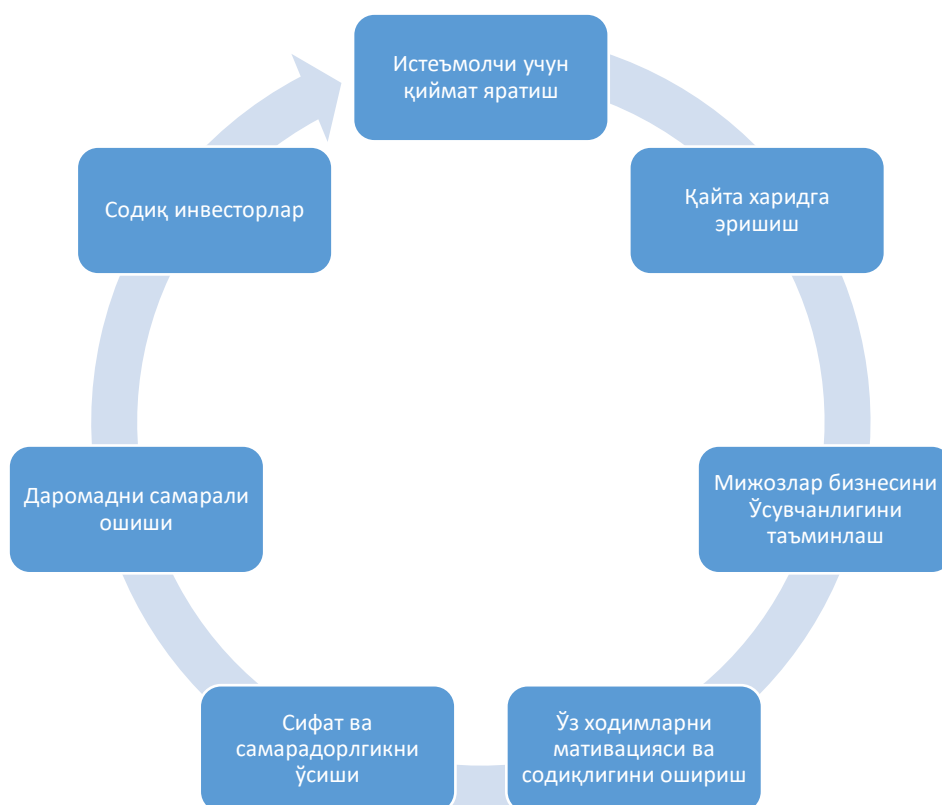 Истеъмолчи учун
қиймат яратиш
Қайта харидга
эришиш
Мижозлар бизнесини
Ўсувчанлигини
таъминлаш
Ўз ходимларни
мативацияси ва
содиқлигини ошириш
Сифат ва
самарадорлгикни
ўсиши
Даромадни самарали
ошиши
Содиқ инвесторлар